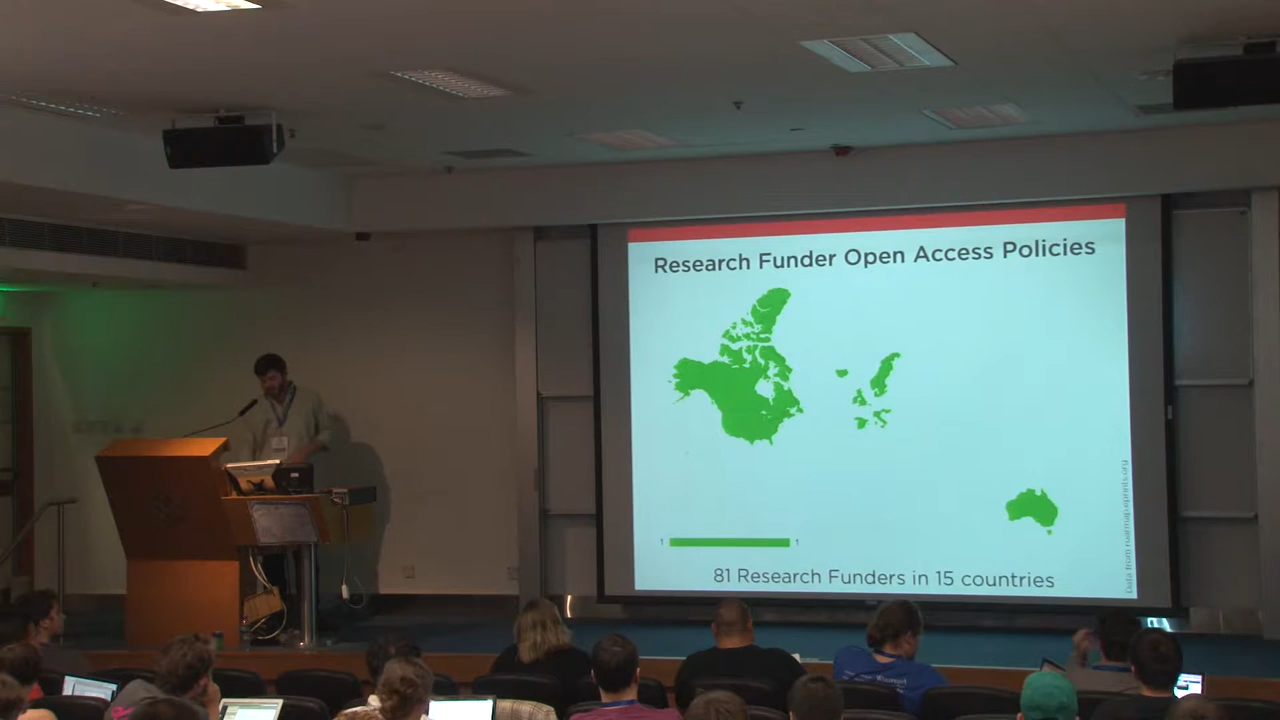 Research Funder Open Access Policies
1 1
81 Research Funders in 15 countries
Data from roarmap.eprints.org